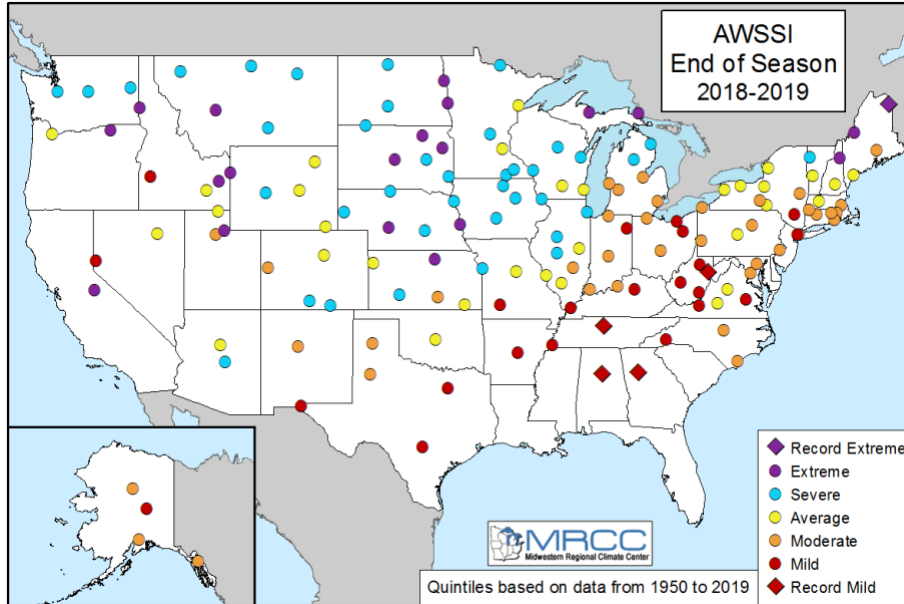 AWSSI
End of Season
2018-2019
Record Extreme
Extreme
Severe
Average
Moderate
Mild
Record Mild
MRCC
Midwestern Regional Climate Center
Quintiles based on data from 1950 to 2019